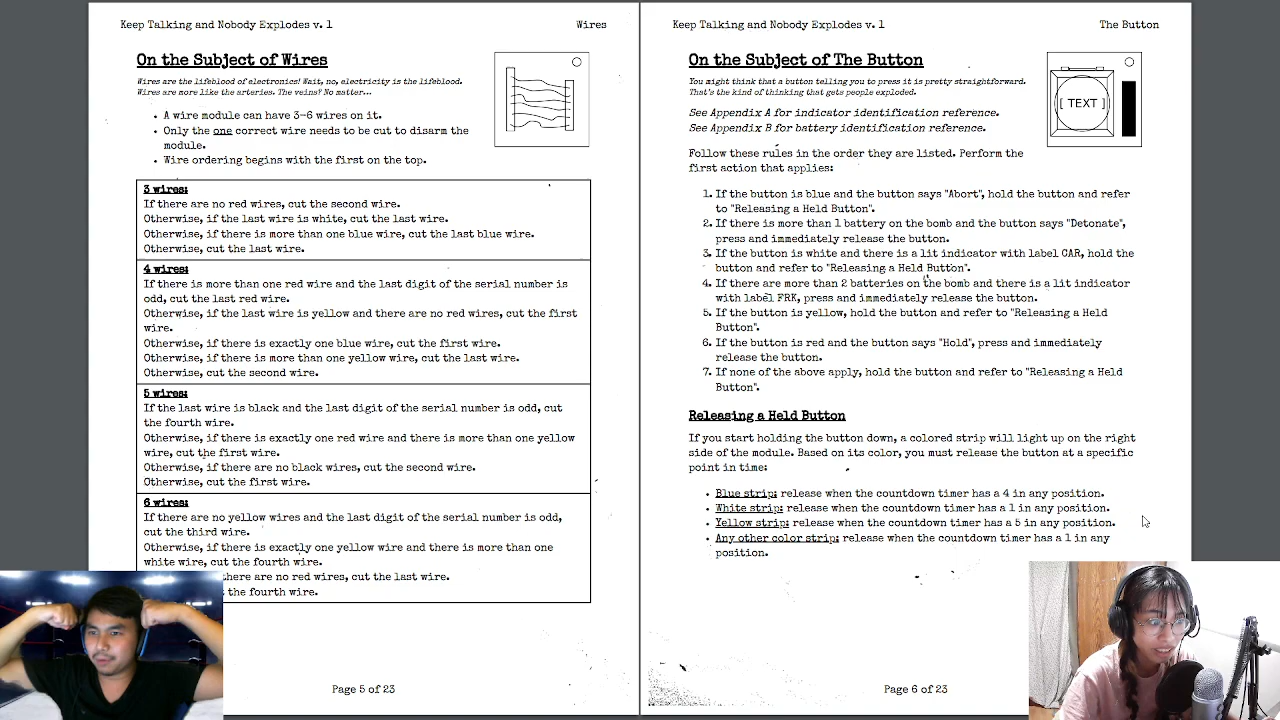 Keep Talking and Nobody Explodes v. 1
Wires
On the Subject of Wires
Wires are the lifeblood of electronics! Wait, no, electricity is the lifeblood.
Wires are more like the arteries. The veins? No matter...
• A wire module can have 3-6 wires on it.
• Only the one correct wire needs to be cut to disarm the
module.
• Wire ordering begins with the first on the top.
3 wires:
If there are no red wires, cut the second wire.
Otherwise, if the last wire is white, cut the last wire.
Otherwise, if there is more than one blue wire, cut the last blue wire.
Otherwise, cut the last wire.
4 wires:
If there is more than one red wire and the last digit of the serial number is
odd, cut the last red wire.
Otherwise, if the last wire is yellow and there are no red wires, cut the first
wire.
Otherwise, if there is exactly one blue wire, cut the first wire.
Otherwise, if there is more than one yellow wire, cut the last wire.
Otherwise, cut the second wire.
5 wires:
If the last wire is black and the last digit of the serial number is odd, cut
the fourth wire.
Otherwise, if there is exactly one red wire and there is more than one yellow
wire, cut the first wire.
Otherwise, if there are no black wires, cut the second wire.
Otherwise, cut the first wire.
6 wires:
If there are no yellow wires and the last digit of the serial number is odd,
cut the third wire.
Otherwise, if there is exactly one yellow wire and there is more than one
white wire, cut the fourth wire.
there are no red wires, cut the last wire.
the fourth wire.
Page 5 of 23
Keep Talking and Nobody Explodes v. 1
The Button
On the Subject of The Button
You might think that a button telling you to press it is pretty straightforward.
That's the kind of thinking that gets people exploded.
[ TEXT ]
See Appendix A for indicator identification reference.
See Appendix B for battery identification reference.
Follow these rules in the order they are listed. Perform the
first action that applies:
1. If the button is blue and the button says "Abort", hold the button and refer
to "Releasing a Held Button".
2. If there is more than 1 battery on the bomb and the button says "Detonate",
press and immediately release the button.
3. If the button is white and there is a lit indicator with label CAR, hold the
button and refer to "Releasing a Held Button".
4. If there are more than 2 batteries on the bomb and there is a lit indicator
with label FRK, press and immediately release the button.
5. If the button is yellow, hold the button and refer to "Releasing a Held
Button".
6. If the button is red and the button says "Hold", press and immediately
release the button.
7. If none of the above apply, hold the button and refer to "Releasing a Held
Button".
Releasing a Held Button
If you start holding the button down, a colored strip will light up on the right
side of the module. Based on its color, you must release the button at a specific
point in time:
• Blue strip: release when the countdown timer has a 4 in any position.
• White strip: release when the countdown timer has a 1 in any position.
• Yellow strip: release when the countdown timer has a 5 in any position.
• Any other color strip: release when the countdown timer has a 1 in any
position.
Page 6 of 23